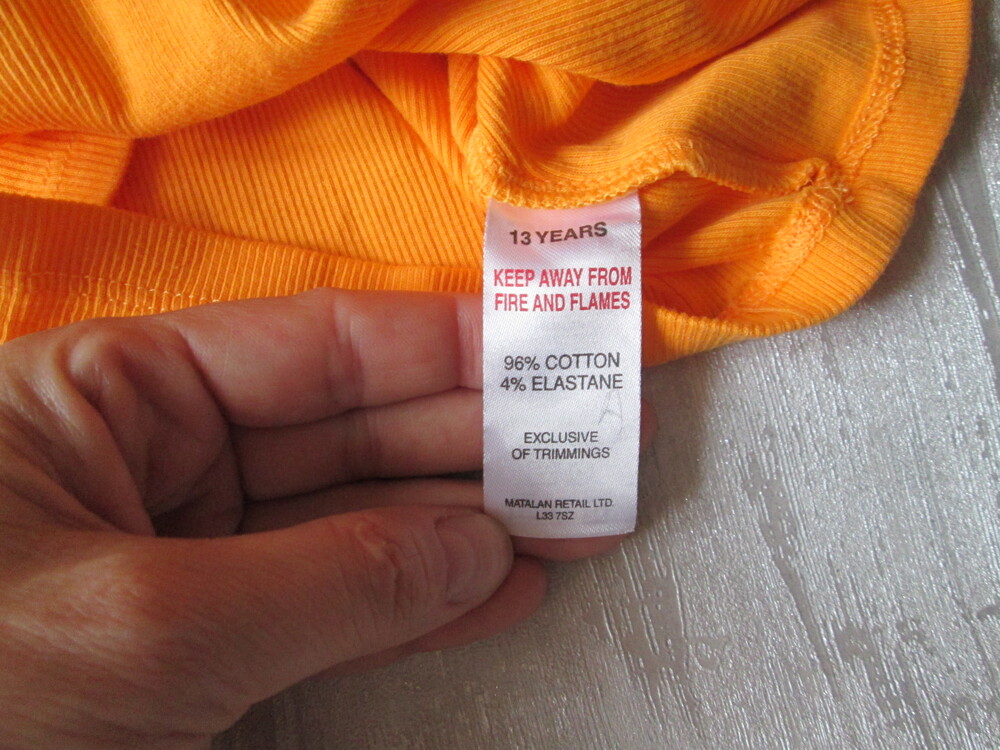 13 YEARS
KEEP AWAY FROM
FIRE AND FLAMES
96% COTTON
4% ELASTANE
EXCLUSIVE
OF TRIMMINGS
MATALAN RETAIL LTD.
L33 7SZ